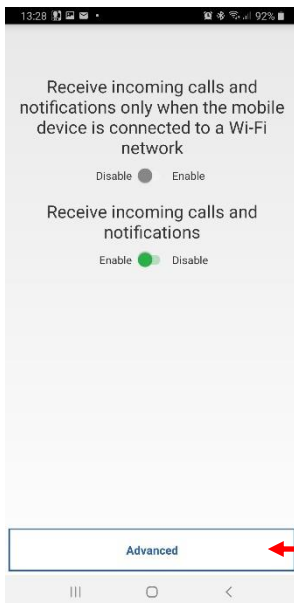 13:28 92%
Receive incoming calls and
notifications only when the mobile
device is connected to a Wi-Fi
network
Disable Enable
Receive incoming calls and
notifications
Enable Disable
Advanced